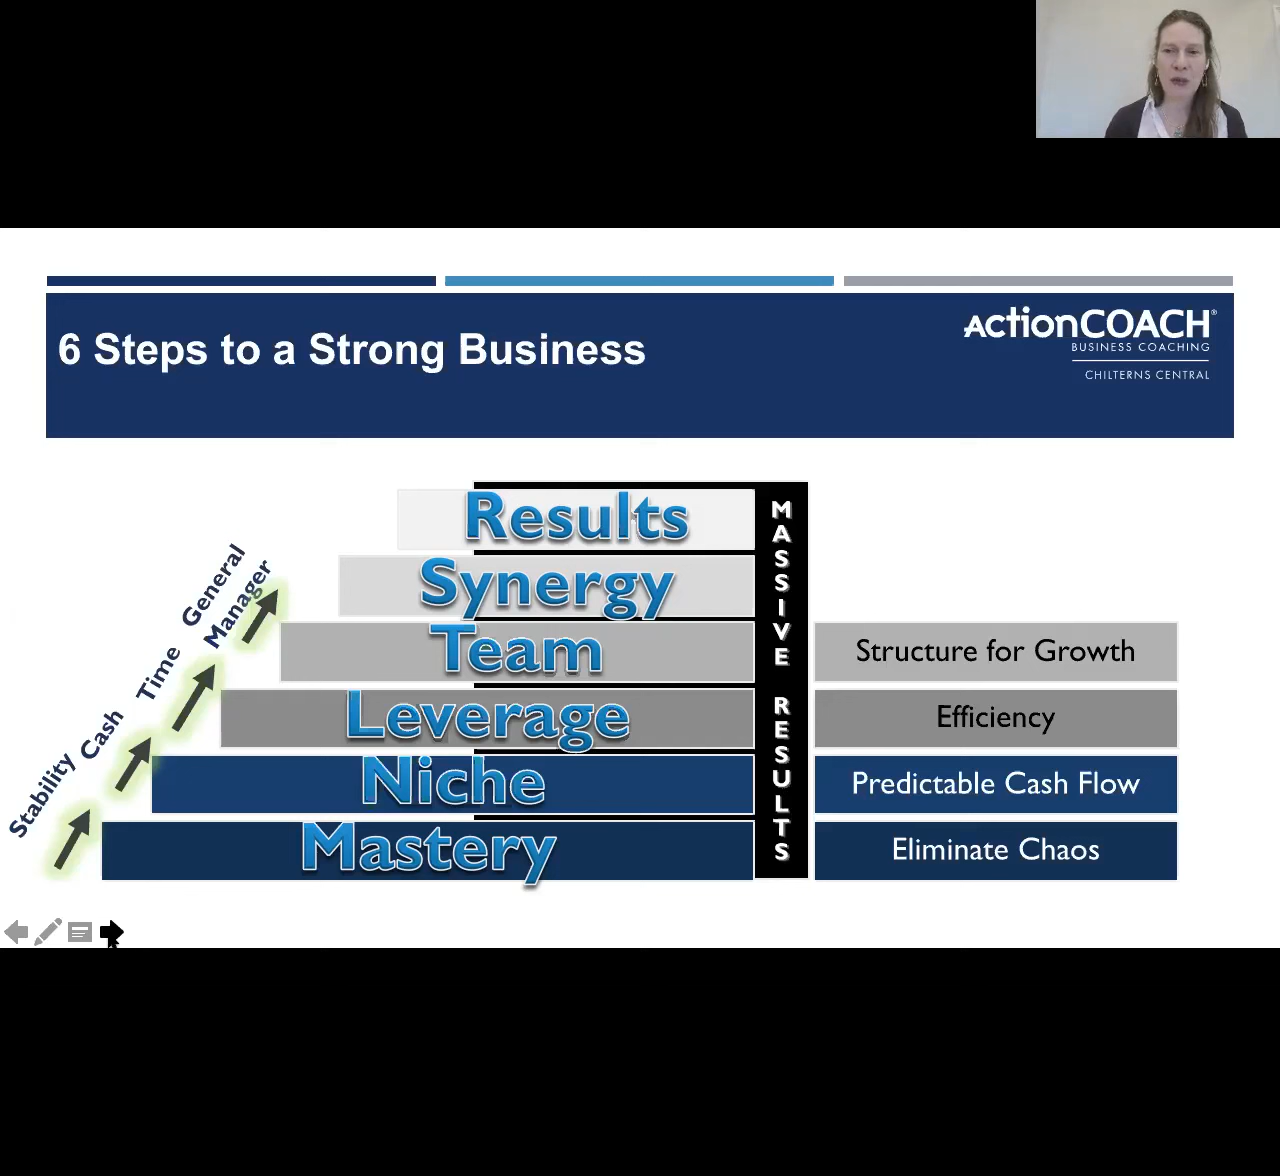 6 Steps to a Strong Business
ActionCOACH®
BUSINESS COACHING
CHILTERNS CENTRAL
Results
Synergy
Team
Leverage
Niche
Mastery
MASSIVE RESULTS
Structure for Growth
Efficiency
Predictable Cash Flow
Eliminate Chaos
Stability
Cash
Time
General
Manager